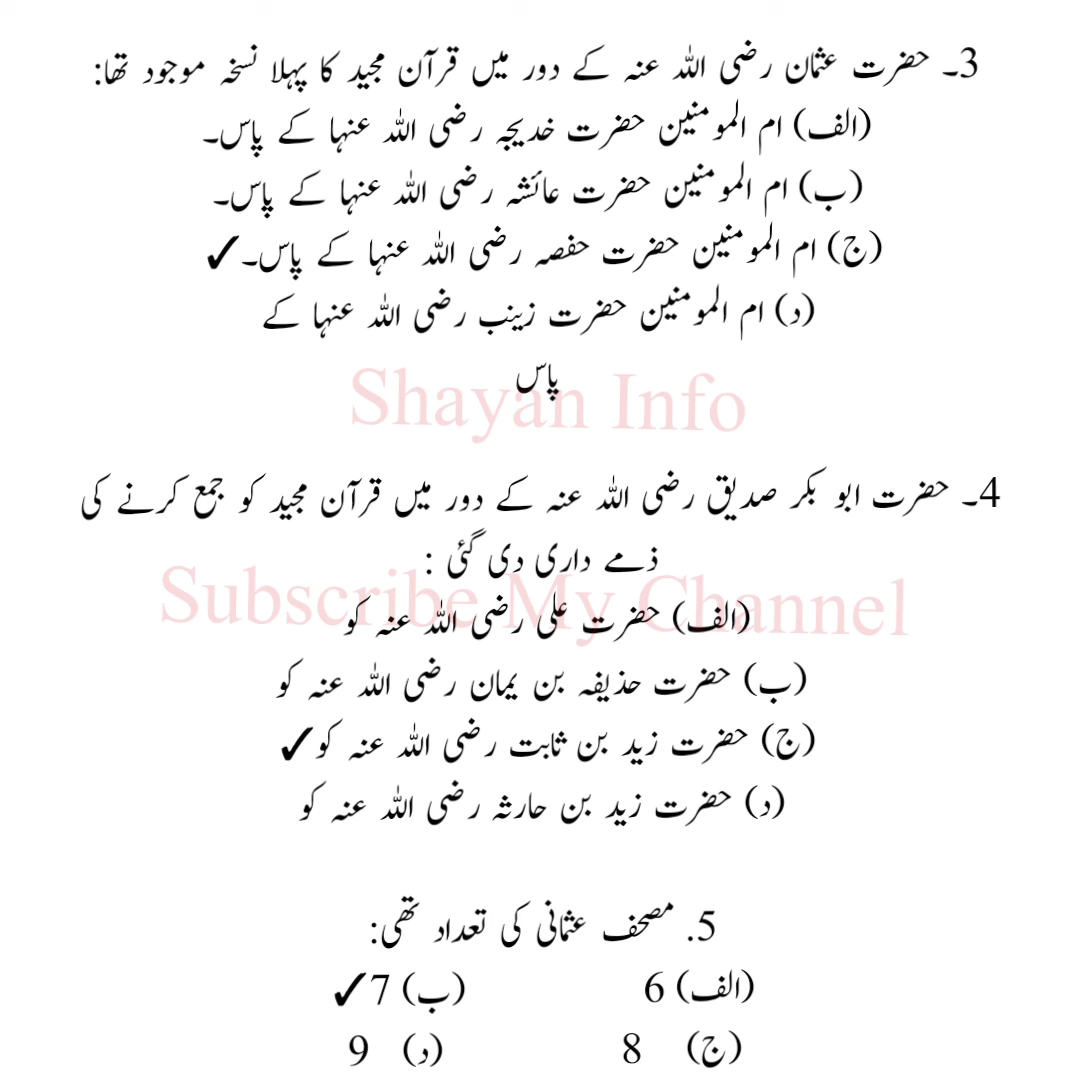 3۔ حضرت عثمان رضی اللہ عنہ کے دور میں قرآن مجید کا پہلا نسخہ موجود تھا:
(الف) ام المومنین حضرت خدیجہ رضی اللہ عنہا کے پاس۔
(ب) ام المومنین حضرت عائشہ رضی اللہ عنہا کے پاس۔
(ج) ام المومنین حضرت حفصہ رضی اللہ عنہا کے پاس۔✓
(د) ام المومنین حضرت زینب رضی اللہ عنہا کے
پاس
Shayan Info
4۔ حضرت ابو بکر صدیق رضی اللہ عنہ کے دور میں قرآن مجید کو جمع کرنے کی
ذمے داری دی گئی :
Subscribe My Channel
(الف) حضرت علی رضی اللہ عنہ کو
(ب) حضرت حذیفہ بن یمان رضی اللہ عنہ کو
(ج) حضرت زید بن ثابت رضی اللہ عنہ کو✓
(د) حضرت زید بن حارثہ رضی اللہ عنہ کو
5. مصحف عثمانی کی تعداد تھی:
(الف) 6 (ب) 7✓
(ج) 8 (د) 9